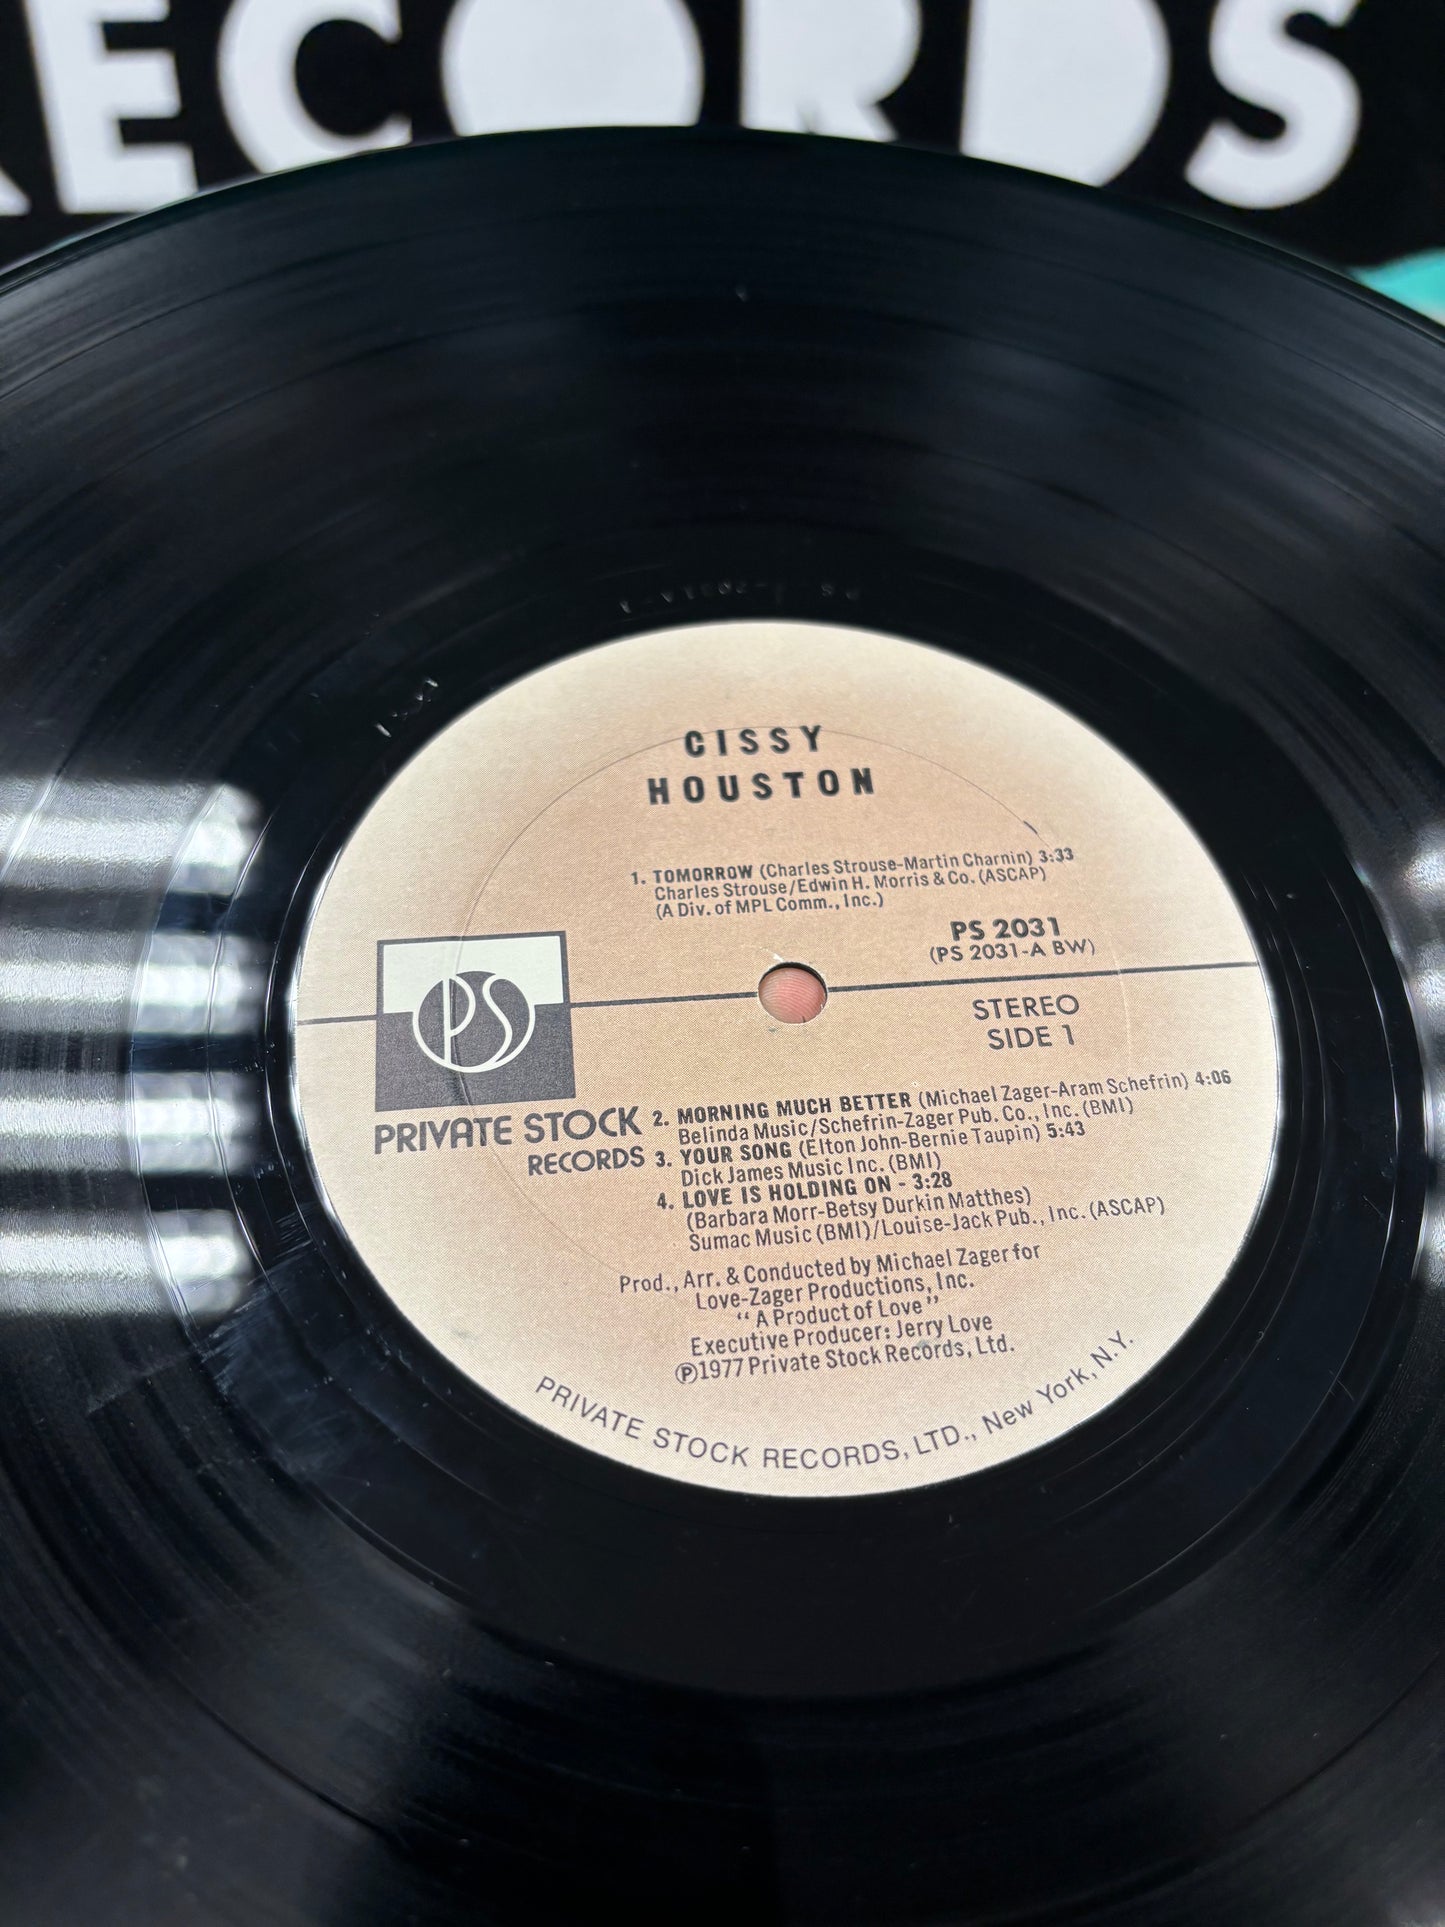 RECORDS
CISSY
HOUSTON
1. TOMORROW (Charles Strouse-Martin Charnin) 3:33
Charles Strouse/Edwin H. Morris & Co. (ASCAP)
(A Div. of MPL Comm., Inc.)
PS 2031
(PS 2031-A BW)
STEREO
SIDE 1
PS
PRIVATE STOCK
RECORDS
2. MORNING MUCH BETTER (Michael Zager-Aram Schefrin) 4:06
Belinda Music/Schefrin-Zager Pub. Co., Inc. (BMI)
3. YOUR SONG (Elton John-Bernie Taupin) 5:43
Dick James Music Inc. (BMI)
4. LOVE IS HOLDING ON - 3:28
(Barbara Morr-Betsy Durkin Matthes)
Sumac Music (BMI)/Louise-Jack Pub., Inc. (ASCAP)
Prod., Arr. & Conducted by Michael Zager for
Love-Zager Productions, Inc.
"A Product of Love"
Executive Producer: Jerry Love
Ⓟ1977 Private Stock Records, Ltd.
PRIVATE STOCK RECORDS, LTD., New York, N.Y.